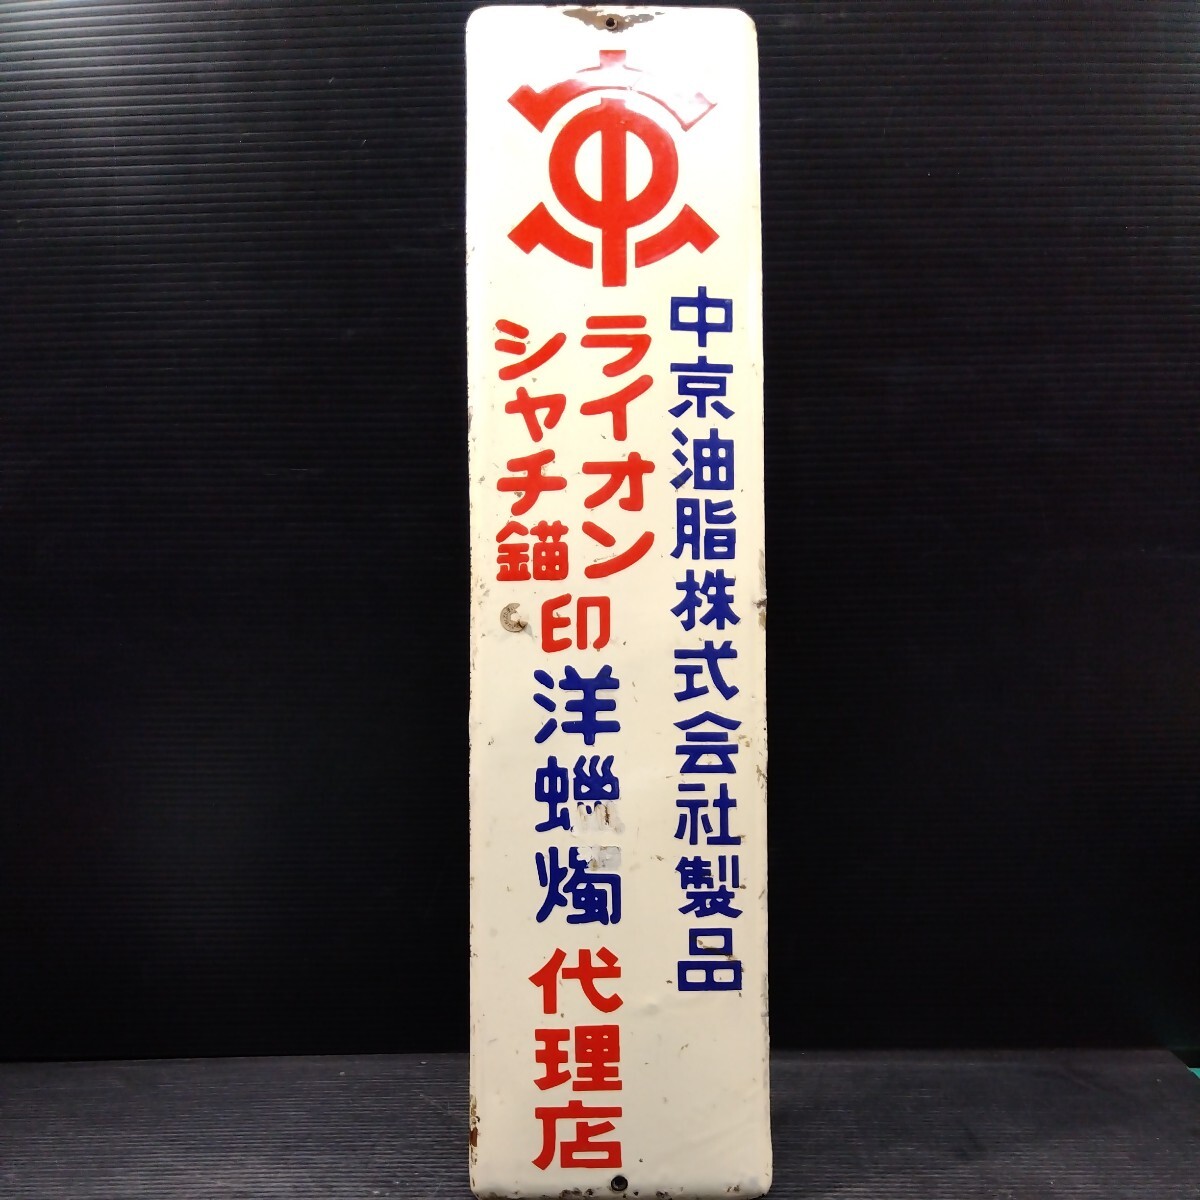 中京油脂株式会社製品
ライオン
シャチ錨
印
洋蠟燭
代理店